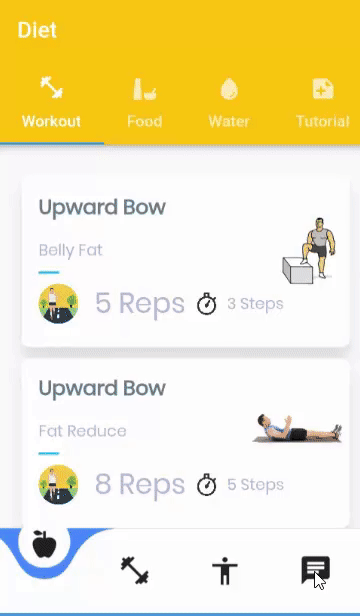 Diet
Workout Food Water Tutorial
Upward Bow
Belly Fat
5 Reps 3 Steps
Upward Bow
Fat Reduce
8 Reps 5 Steps